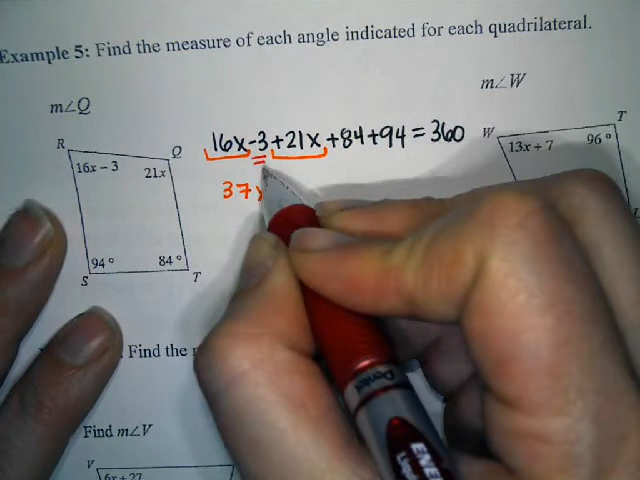 Example 5: Find the measure of each angle indicated for each quadrilateral.
m∠Q
m∠W
16x-3+21x+84+94=360
R
Q
16x − 3
21x
94°
84°
S
T
37x
W
T
13x + 7
96°
L
Find the
Find m∠V
V
6x + 27
Pentel
ENER